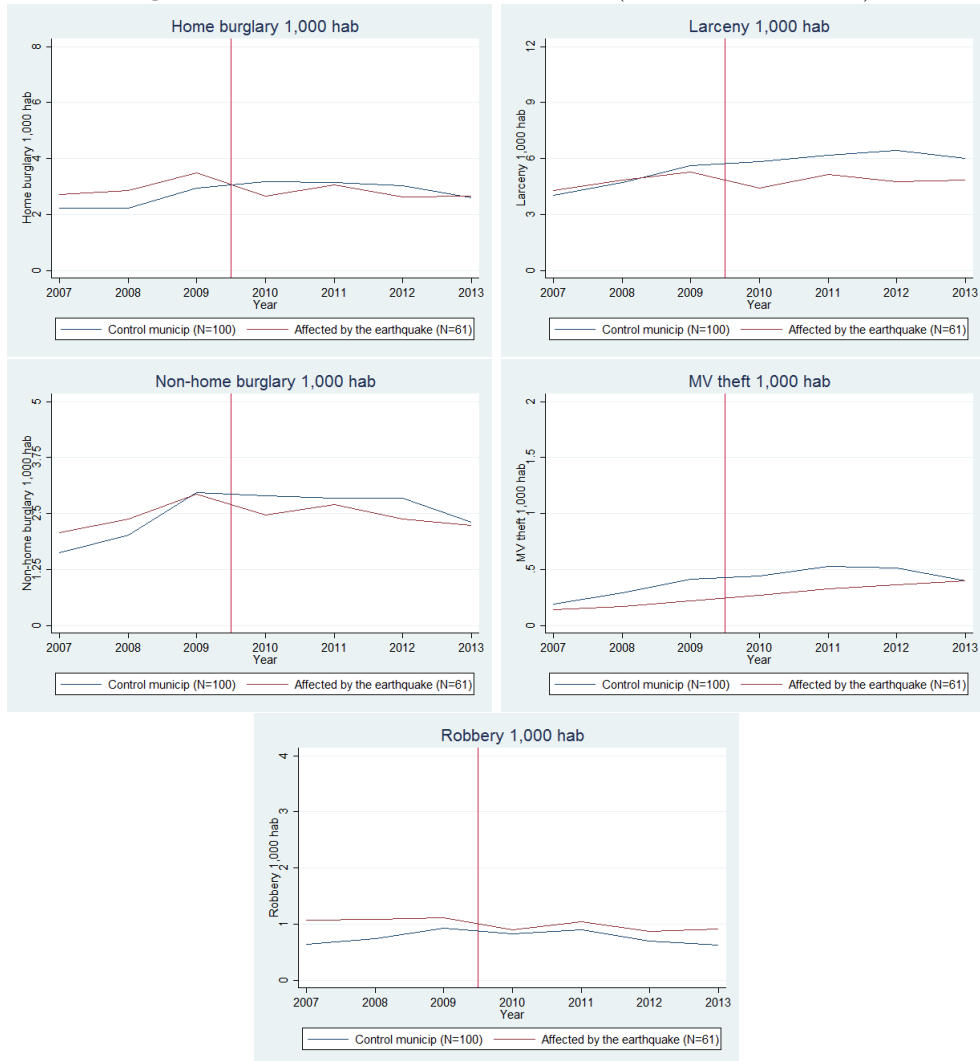 Home burglary 1,000 hab
Home burglary 1,000 hab
8
6
4
2
0
2007 2008 2009 2010 2011 2012 2013
Year
Control municip (N=100) Affected by the earthquake (N=61)
Larceny 1,000 hab
Larceny 1,000 hab
12
9
6
3
0
2007 2008 2009 2010 2011 2012 2013
Year
Control municip (N=100) Affected by the earthquake (N=61)
Non-home burglary 1,000 hab
Non-home burglary 1,000 hab
5
3.75
2.5
1.25
0
2007 2008 2009 2010 2011 2012 2013
Year
Control municip (N=100) Affected by the earthquake (N=61)
MV theft 1,000 hab
MV theft 1,000 hab
2
1.5
1
.5
0
2007 2008 2009 2010 2011 2012 2013
Year
Control municip (N=100) Affected by the earthquake (N=61)
Robbery 1,000 hab
Robbery 1,000 hab
4
3
2
1
0
2007 2008 2009 2010 2011 2012 2013
Year
Control municip (N=100) Affected by the earthquake (N=61)